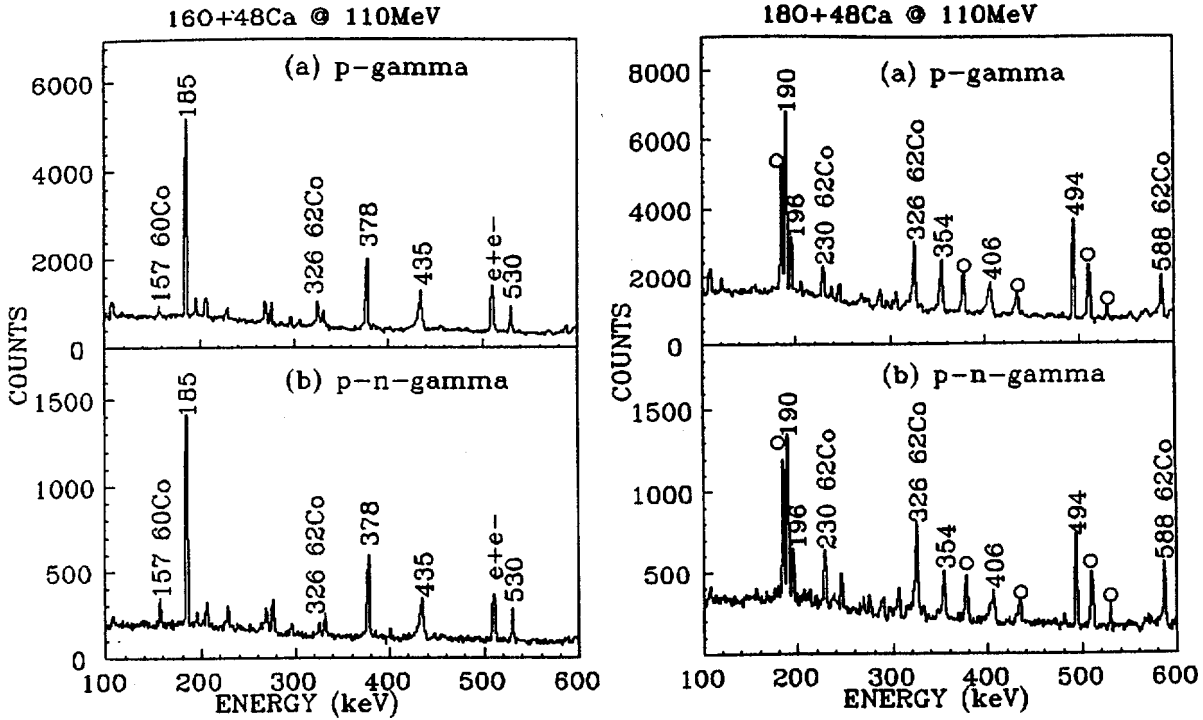 16O+48Ca @ 110MeV
(a) p-gamma
6000
4000
2000
0
157 60Co
185
326 62Co
378
435
e+e-
530
(b) p-n-gamma
1500
1000
500
0
157 60Co
185
326 62Co
378
435
e+e-
530
COUNTS
100 200 300 400 500 600
ENERGY (keV)
18O+48Ca @ 110MeV
(a) p-gamma
8000
6000
4000
2000
0
190
198
230 62Co
326 62Co
354
406
494
588 62Co
(b) p-n-gamma
1500
1000
500
190
196
230 62Co
326 62Co
354
406
494
588 62Co
COUNTS
100 200 300 400 500 600
ENERGY (keV)